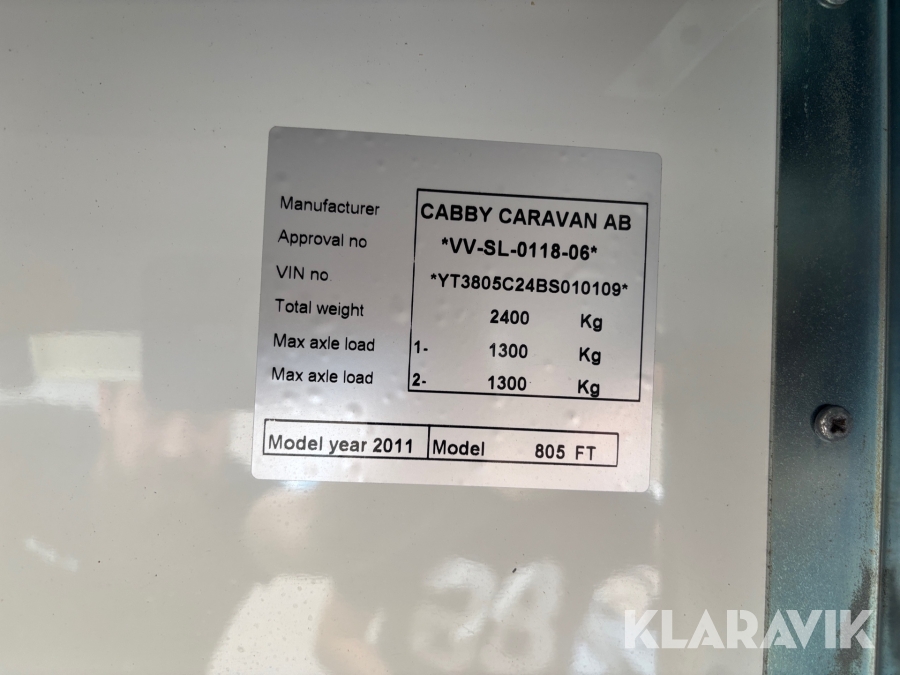 Manufacturer CABBY CARAVAN AB
Approval no *VV-SL-0118-06*
VIN no *YT3805C24BS010109*
Total weight 2400 Kg
Max axle load 1- 1300 Kg
Max axle load 2- 1300 Kg
Model year 2011 Model 805 FT
KLARAVIK